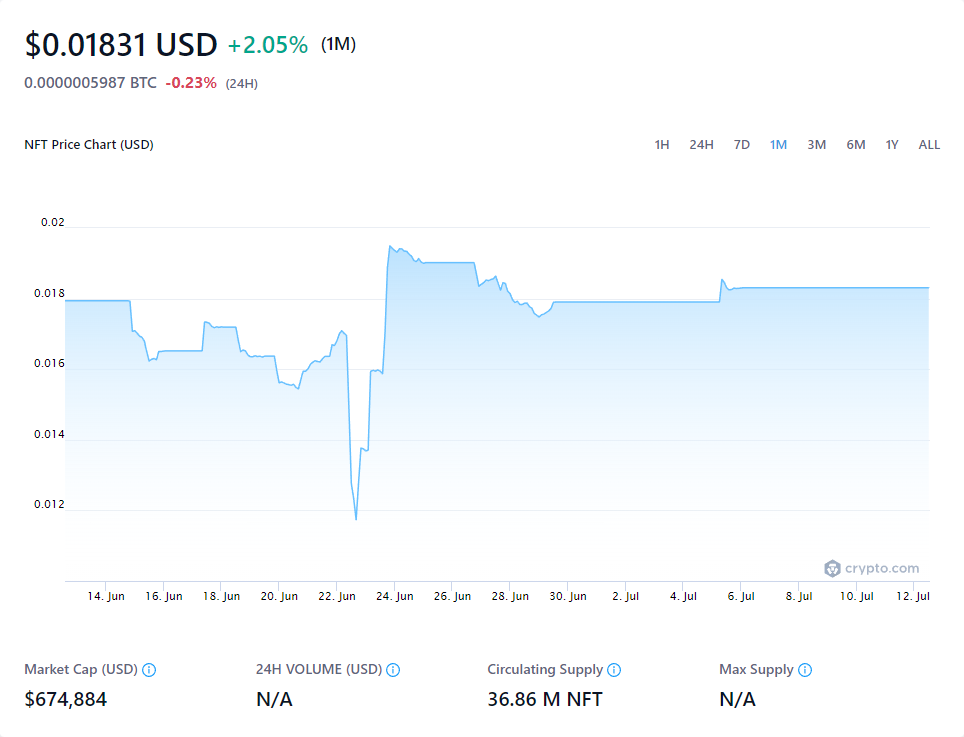 $0.01831 USD +2.05% (1M)
0.0000005987 BTC -0.23% (24H)
NFT Price Chart (USD) 1H 24H 7D 1M 3M 6M 1Y ALL
0.02
0.018
0.016
0.014
0.012
crypto.com
14. Jun 16. Jun 18. Jun 20. Jun 22. Jun 24. Jun 26. Jun 28. Jun 30. Jun 2. Jul 4. Jul 6. Jul 8. Jul 10. Jul 12. Jul
Market Cap (USD) 24H VOLUME (USD) Circulating Supply Max Supply
$674,884 N/A 36.86 M NFT N/A